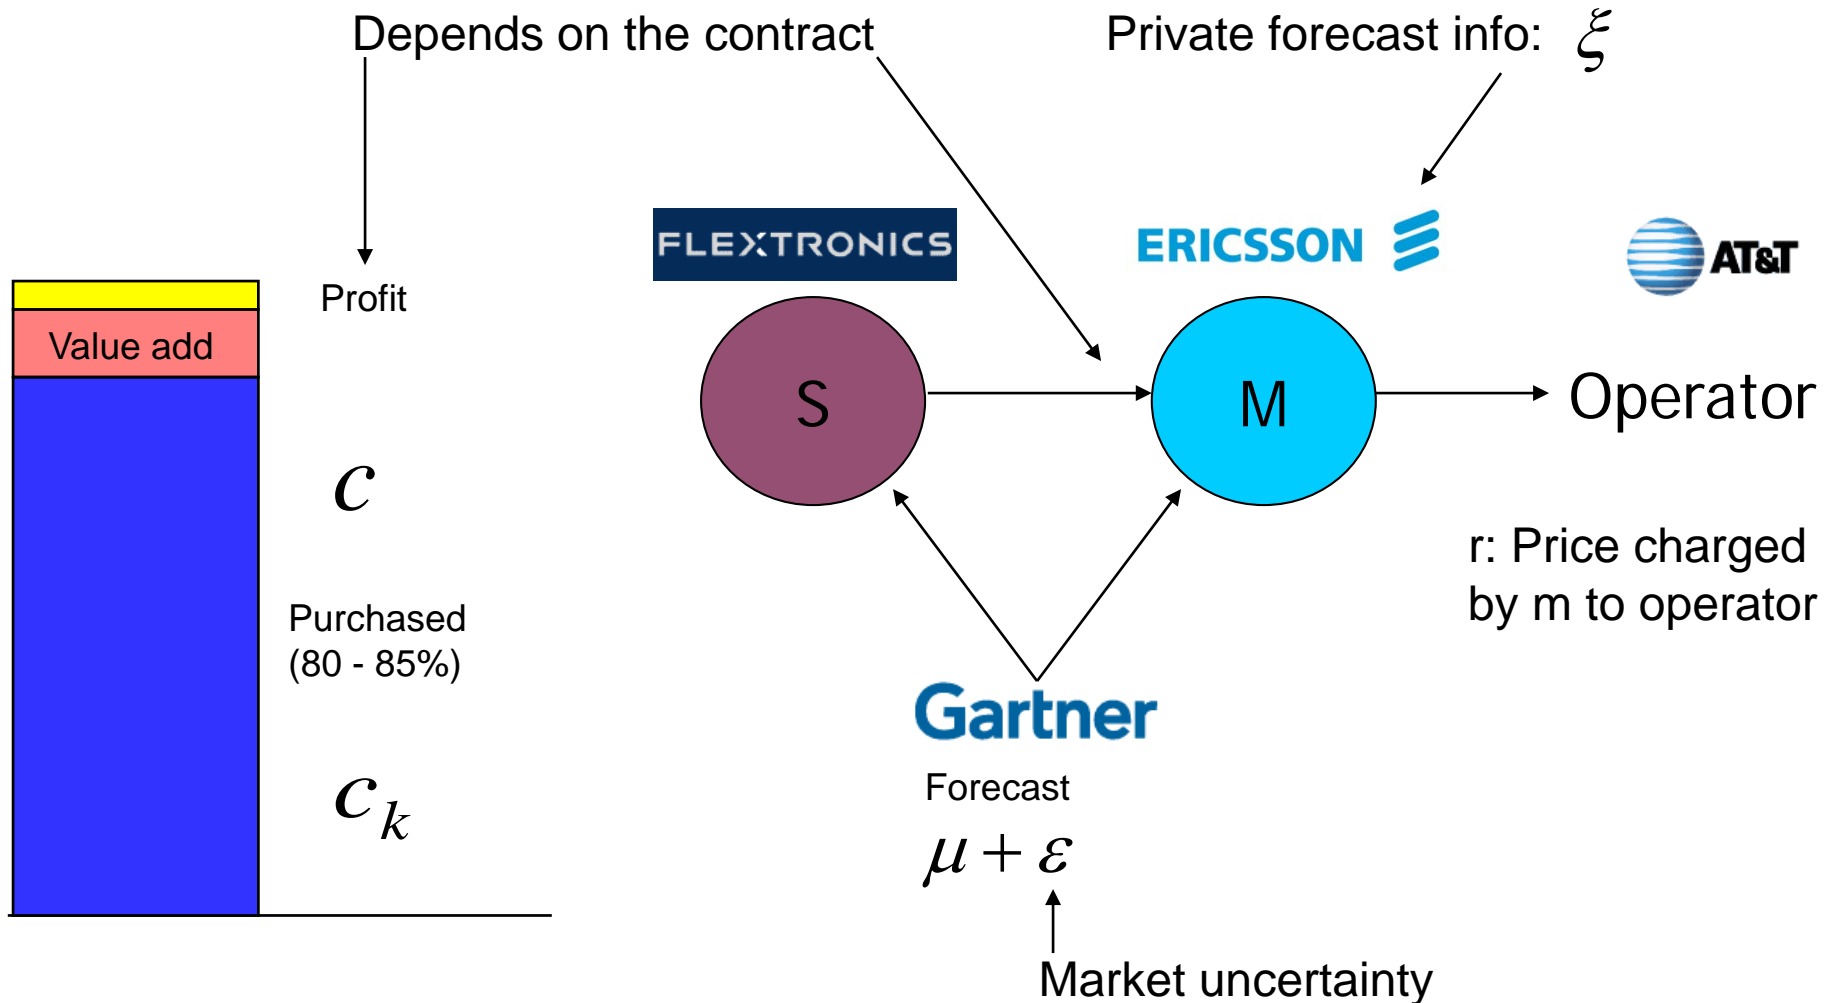 Depends on the contract
Private forecast info: ξ
FLEXTRONICS
ERICSSON
AT&T
Profit
Value add
S
M
Operator
c
r: Price charged
by m to operator
Purchased
(80 - 85%)
Gartner
Forecast
c_k
μ + ε
Market uncertainty